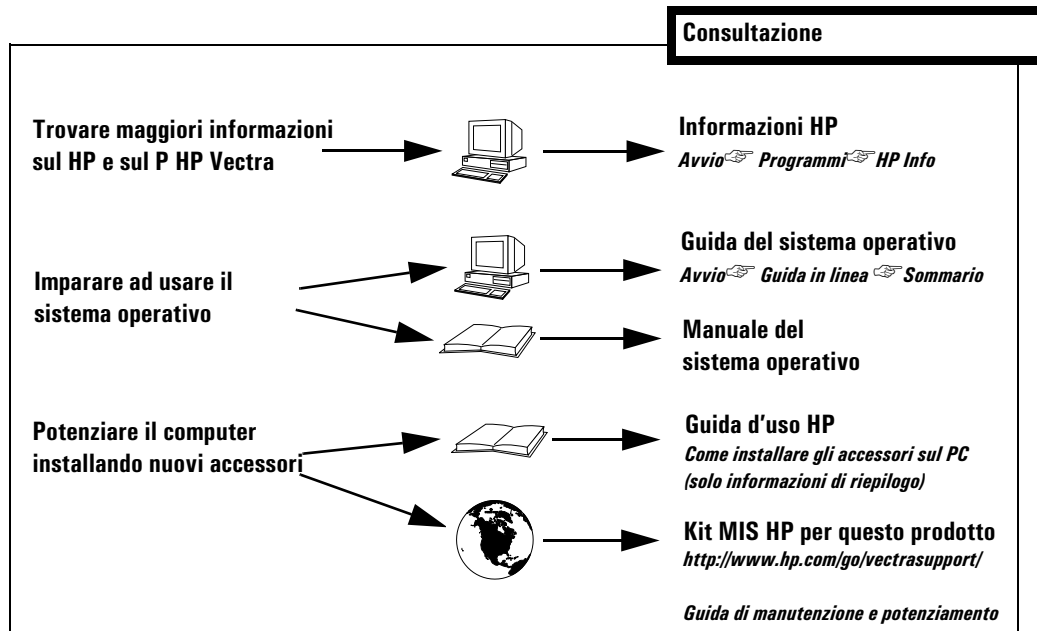 Consultazione
Trovare maggiori informazioni
sul HP e sul P HP Vectra
Informazioni HP
Avvio☞ Programmi☞ HP Info
Imparare ad usare il
sistema operativo
Guida del sistema operativo
Avvio☞ Guida in linea ☞ Sommario
Manuale del
sistema operativo
Potenziare il computer
installando nuovi accessori
Guida d'uso HP
Come installare gli accessori sul PC
(solo informazioni di riepilogo)
Kit MIS HP per questo prodotto
http://www.hp.com/go/vectrasupport/
Guida di manutenzione e potenziamento